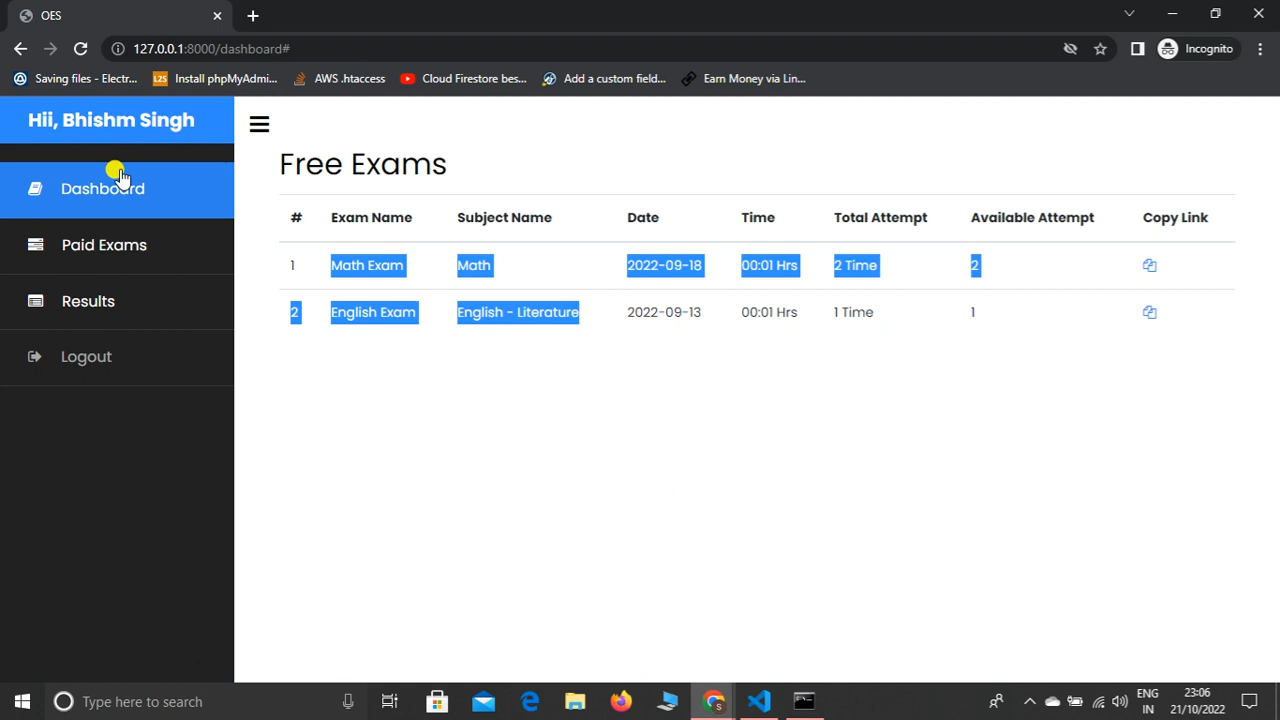 OES
127.0.0.1:8000/dashboard#
Incognito
Saving files - Electr... Install phpMyAdmi... AWS .htaccess Cloud Firestore bes... Add a custom field... Earn Money via Lin...
Hii, Bhishm Singh
Dashboard
Paid Exams
Results
Logout
Free Exams
# Exam Name Subject Name Date Time Total Attempt Available Attempt Copy Link
1 Math Exam Math 2022-09-18 00:01 Hrs 2 Time 2
2 English Exam English - Literature 2022-09-13 00:01 Hrs 1 Time 1
Type here to search
ENG
IN
23:06
21/10/2022